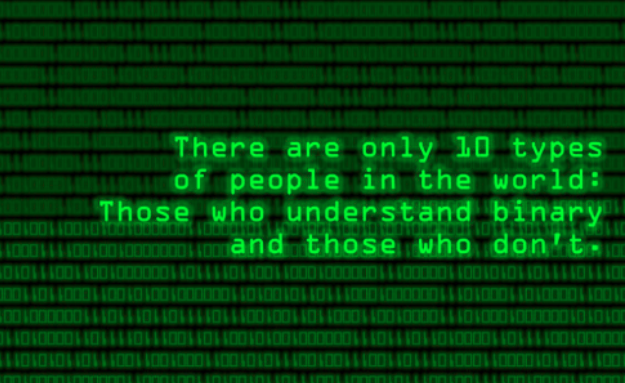 There are only 10 types
of people in the world:
Those who understand binary
and those who don't.